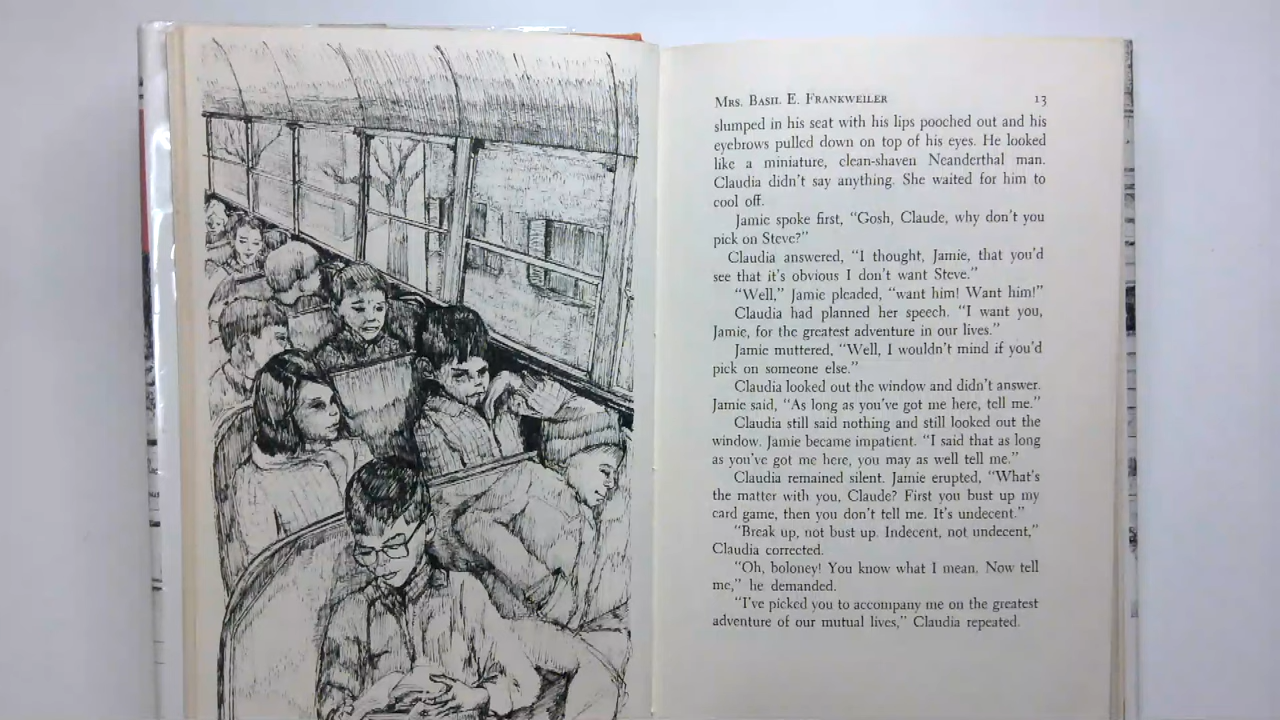 MRS. BASIL E. FRANKWEILER 13
slumped in his seat with his lips pooched out and his
eyebrows pulled down on top of his eyes. He looked
like a miniature, clean-shaven Neanderthal man.
Claudia didn't say anything. She waited for him to
cool off.
Jamie spoke first, "Gosh, Claude, why don't you
pick on Steve?"
Claudia answered, "I thought, Jamie, that you'd
see that it's obvious I don't want Steve."
"Well," Jamie pleaded, "want him! Want him!"
Claudia had planned her speech. "I want you,
Jamie, for the greatest adventure in our lives."
Jamie muttered, "Well, I wouldn't mind if you'd
pick on someone else."
Claudia looked out the window and didn't answer.
Jamie said, "As long as you've got me here, tell me."
Claudia still said nothing and still looked out the
window. Jamie became impatient. "I said that as long
as you've got me here, you may as well tell me."
Claudia remained silent. Jamie erupted, "What's
the matter with you, Claude? First you bust up my
card game, then you don't tell me. It's undecent."
"Break up, not bust up. Indecent, not undecent,"
Claudia corrected.
"Oh, boloney! You know what I mean. Now tell
me," he demanded.
"I've picked you to accompany me on the greatest
adventure of our mutual lives," Claudia repeated.